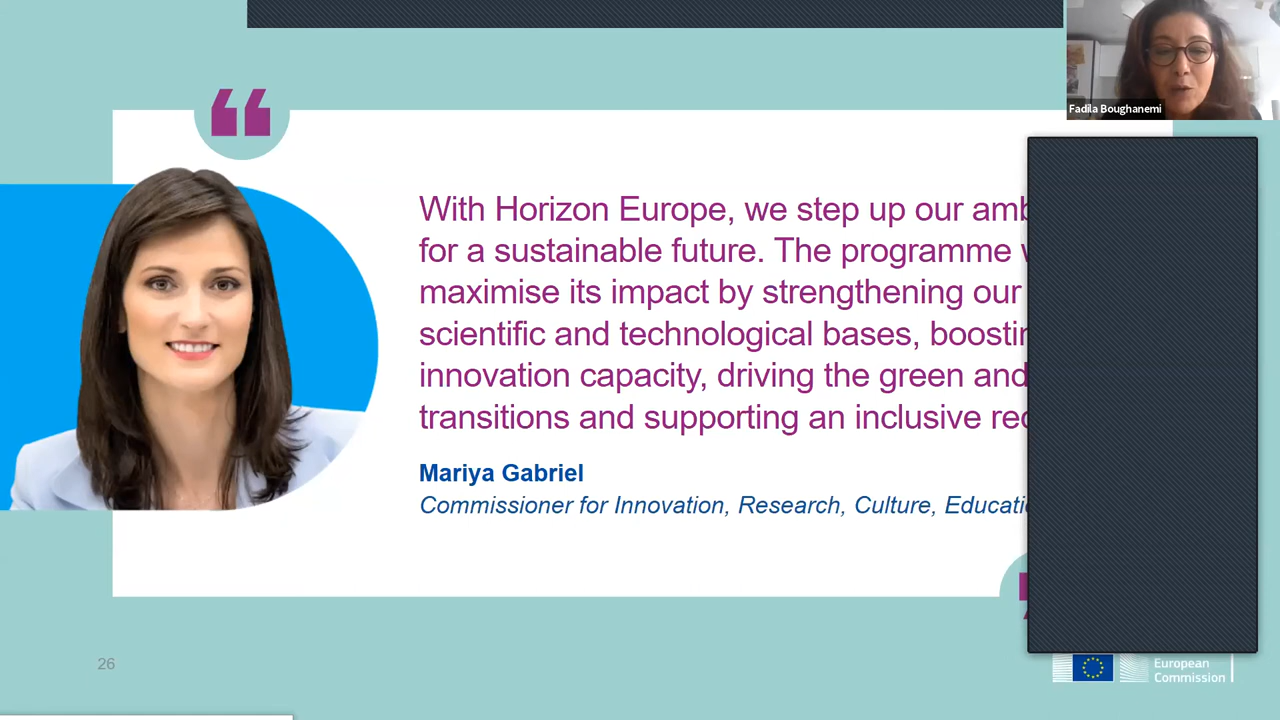 Fadila Boughanemi
With Horizon Europe, we step up our amb
for a sustainable future. The programme
maximise its impact by strengthening our
scientific and technological bases, boostin
innovation capacity, driving the green and
transitions and supporting an inclusive rec
Mariya Gabriel
Commissioner for Innovation, Research, Culture, Educati
26
European
Commission